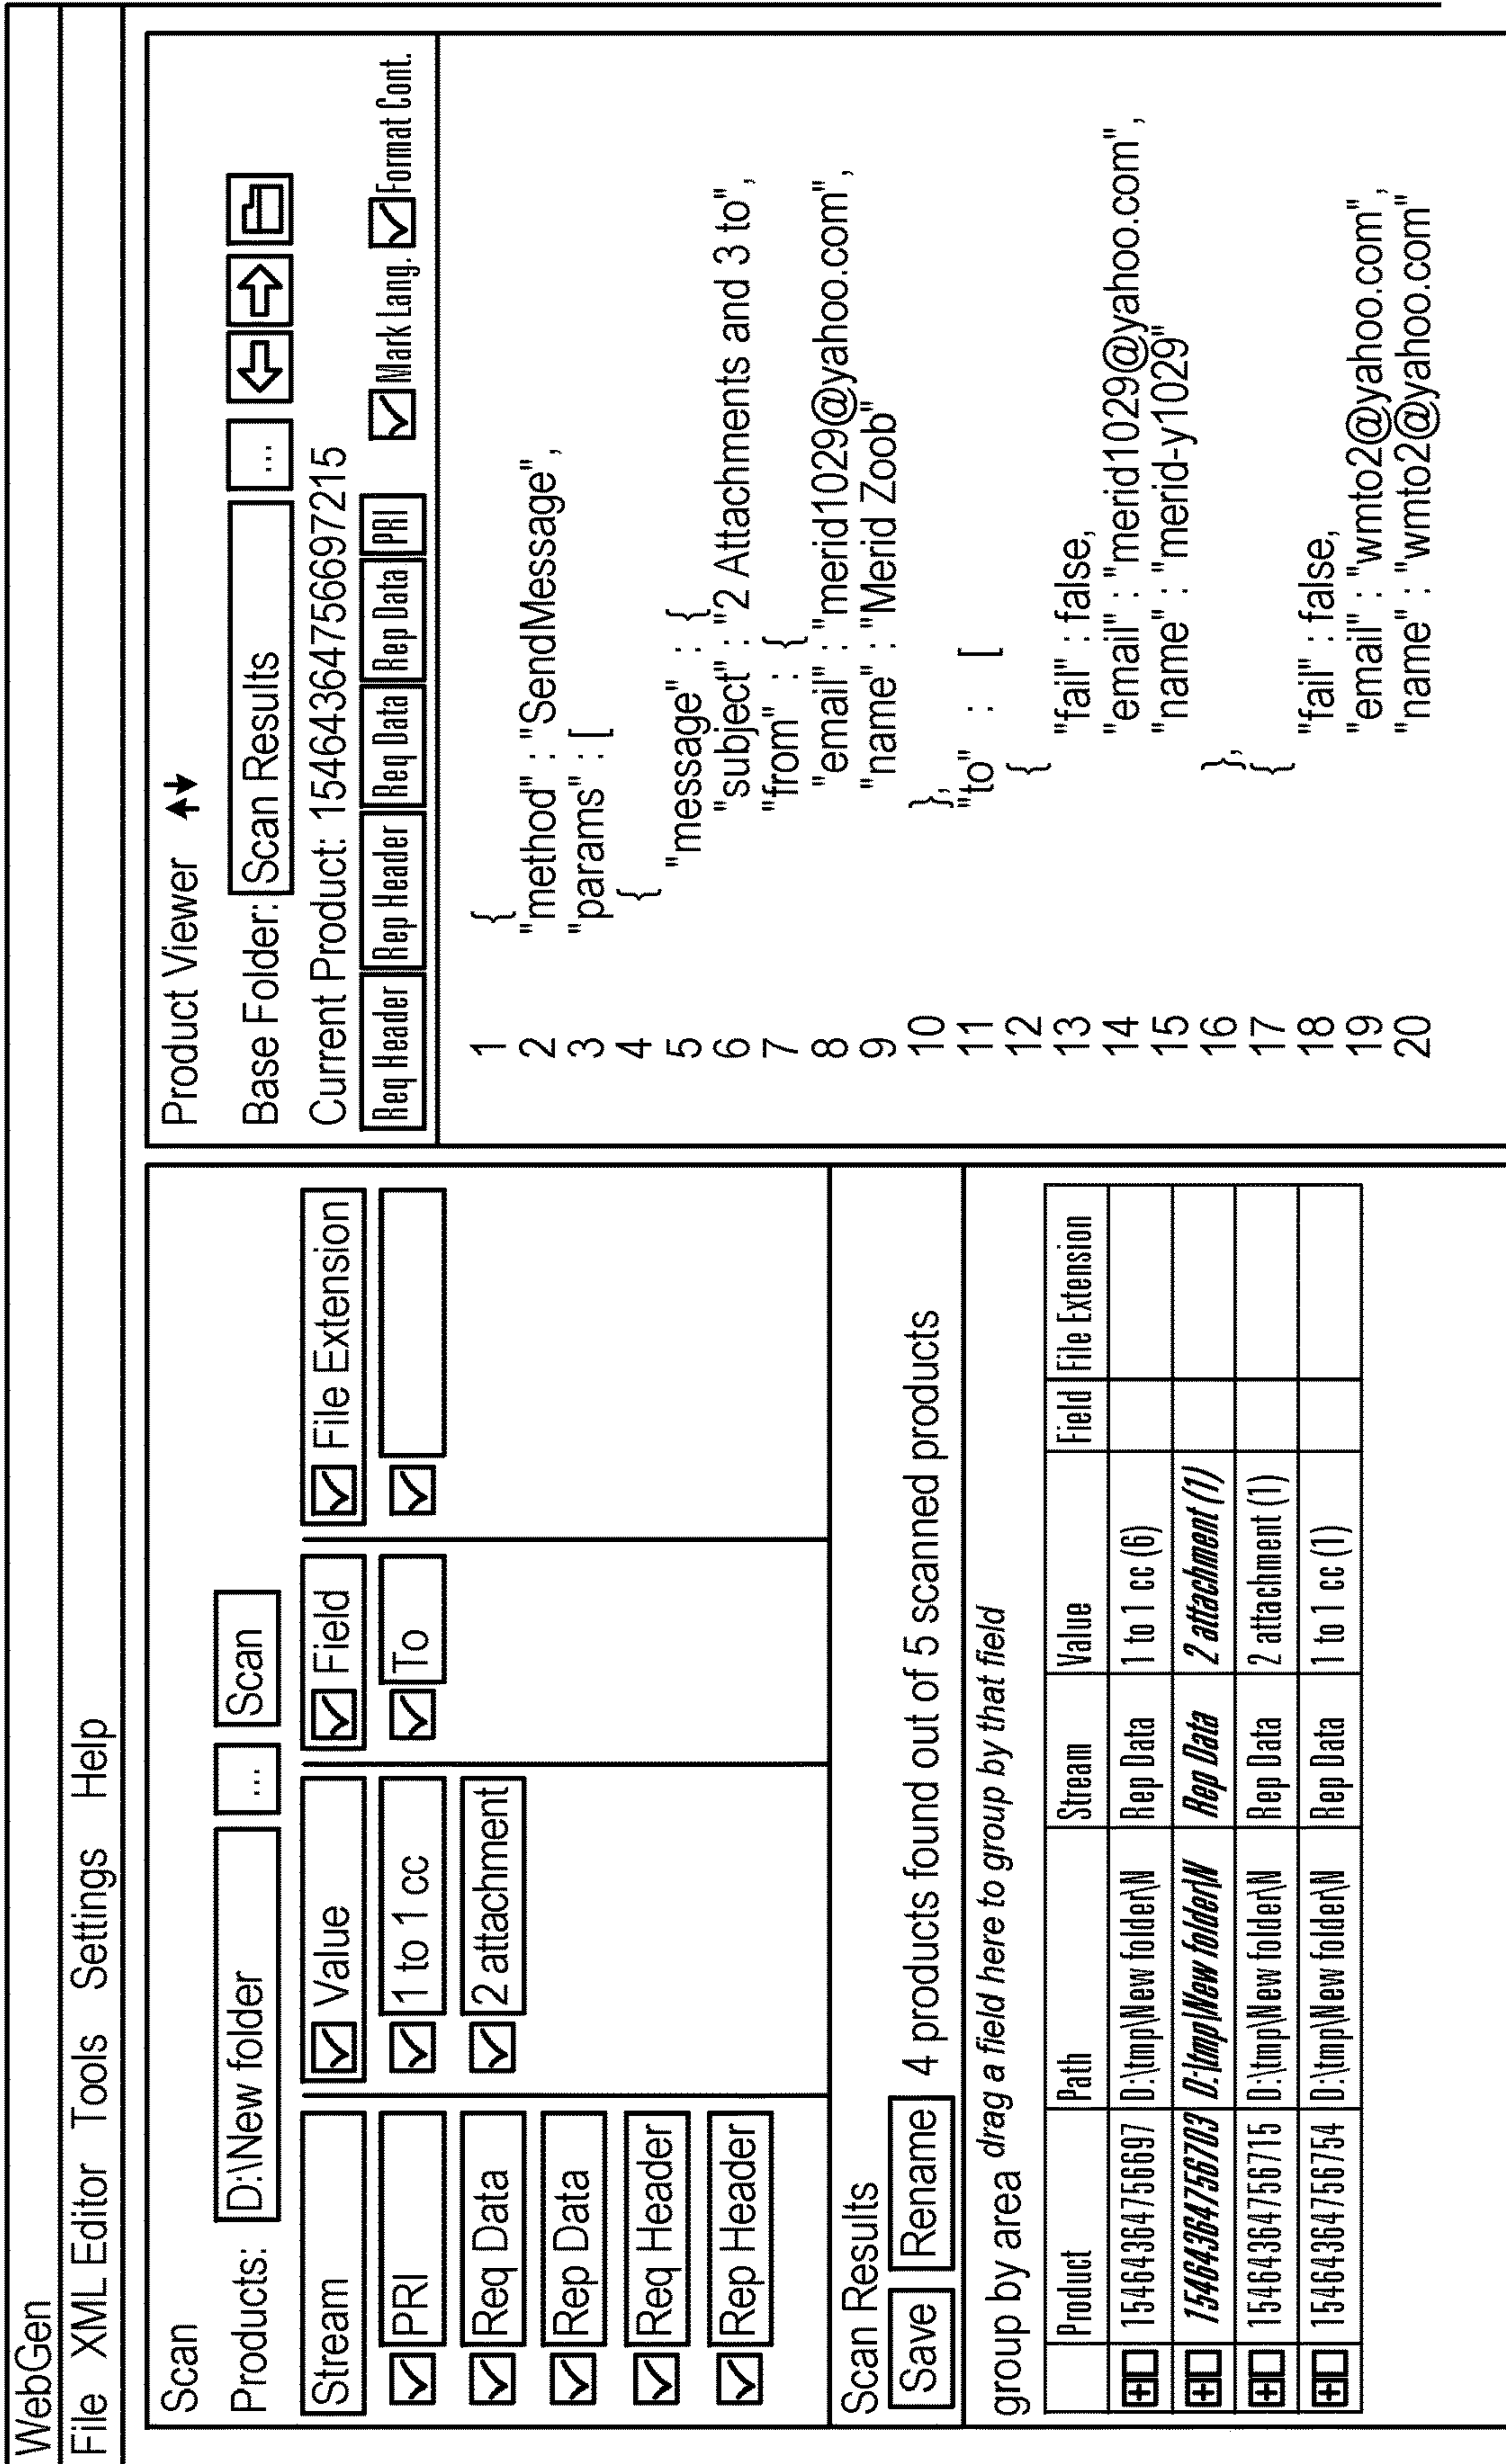 WebGen
File XML Editor Tools Settings Help
Scan
Products: D:\New folder ... Scan
Stream
PRI
Req Data
Rep Data
Req Header
Rep Header
Value
1 to 1 cc
2 attachment
Field
To
File Extension
Scan Results
Save Rename 4 products found out of 5 scanned products
group by area drag a field here to group by that field
Product Path Stream Value Field File Extension
15464364756697 D:\tmp\New folder\N Rep Data 1 to 1 cc (6)
15464364756703 D:\tmp\New folder\N Rep Data 2 attachment (1)
15464364756715 D:\tmp\New folder\N Rep Data 2 attachment (1)
15464364756754 D:\tmp\New folder\N Rep Data 1 to 1 cc (1)
Product Viewer
Base Folder: Scan Results ...
Current Product: 15464364756697215
Req Header Rep Header Req Data Rep Data PRI Mark Lang. Format Cont.
1 {
2 "method" : "SendMessage",
3 "params" : [
4 {
5 "message" : {
6 "subject" : "2 Attachments and 3 to",
7 "from" : {
8 "email" : "merid1029@yahoo.com",
9 "name" : "Merid Zoob"
10 },
11 "to" : [
12 {
13 "fail" : false,
14 "email" : "merid1029@yahoo.com",
15 "name" : "merid-y1029"
16 },
17 {
18 "fail" : false,
19 "email" : "wmto2@yahoo.com",
20 "name" : "wmto2@yahoo.com"